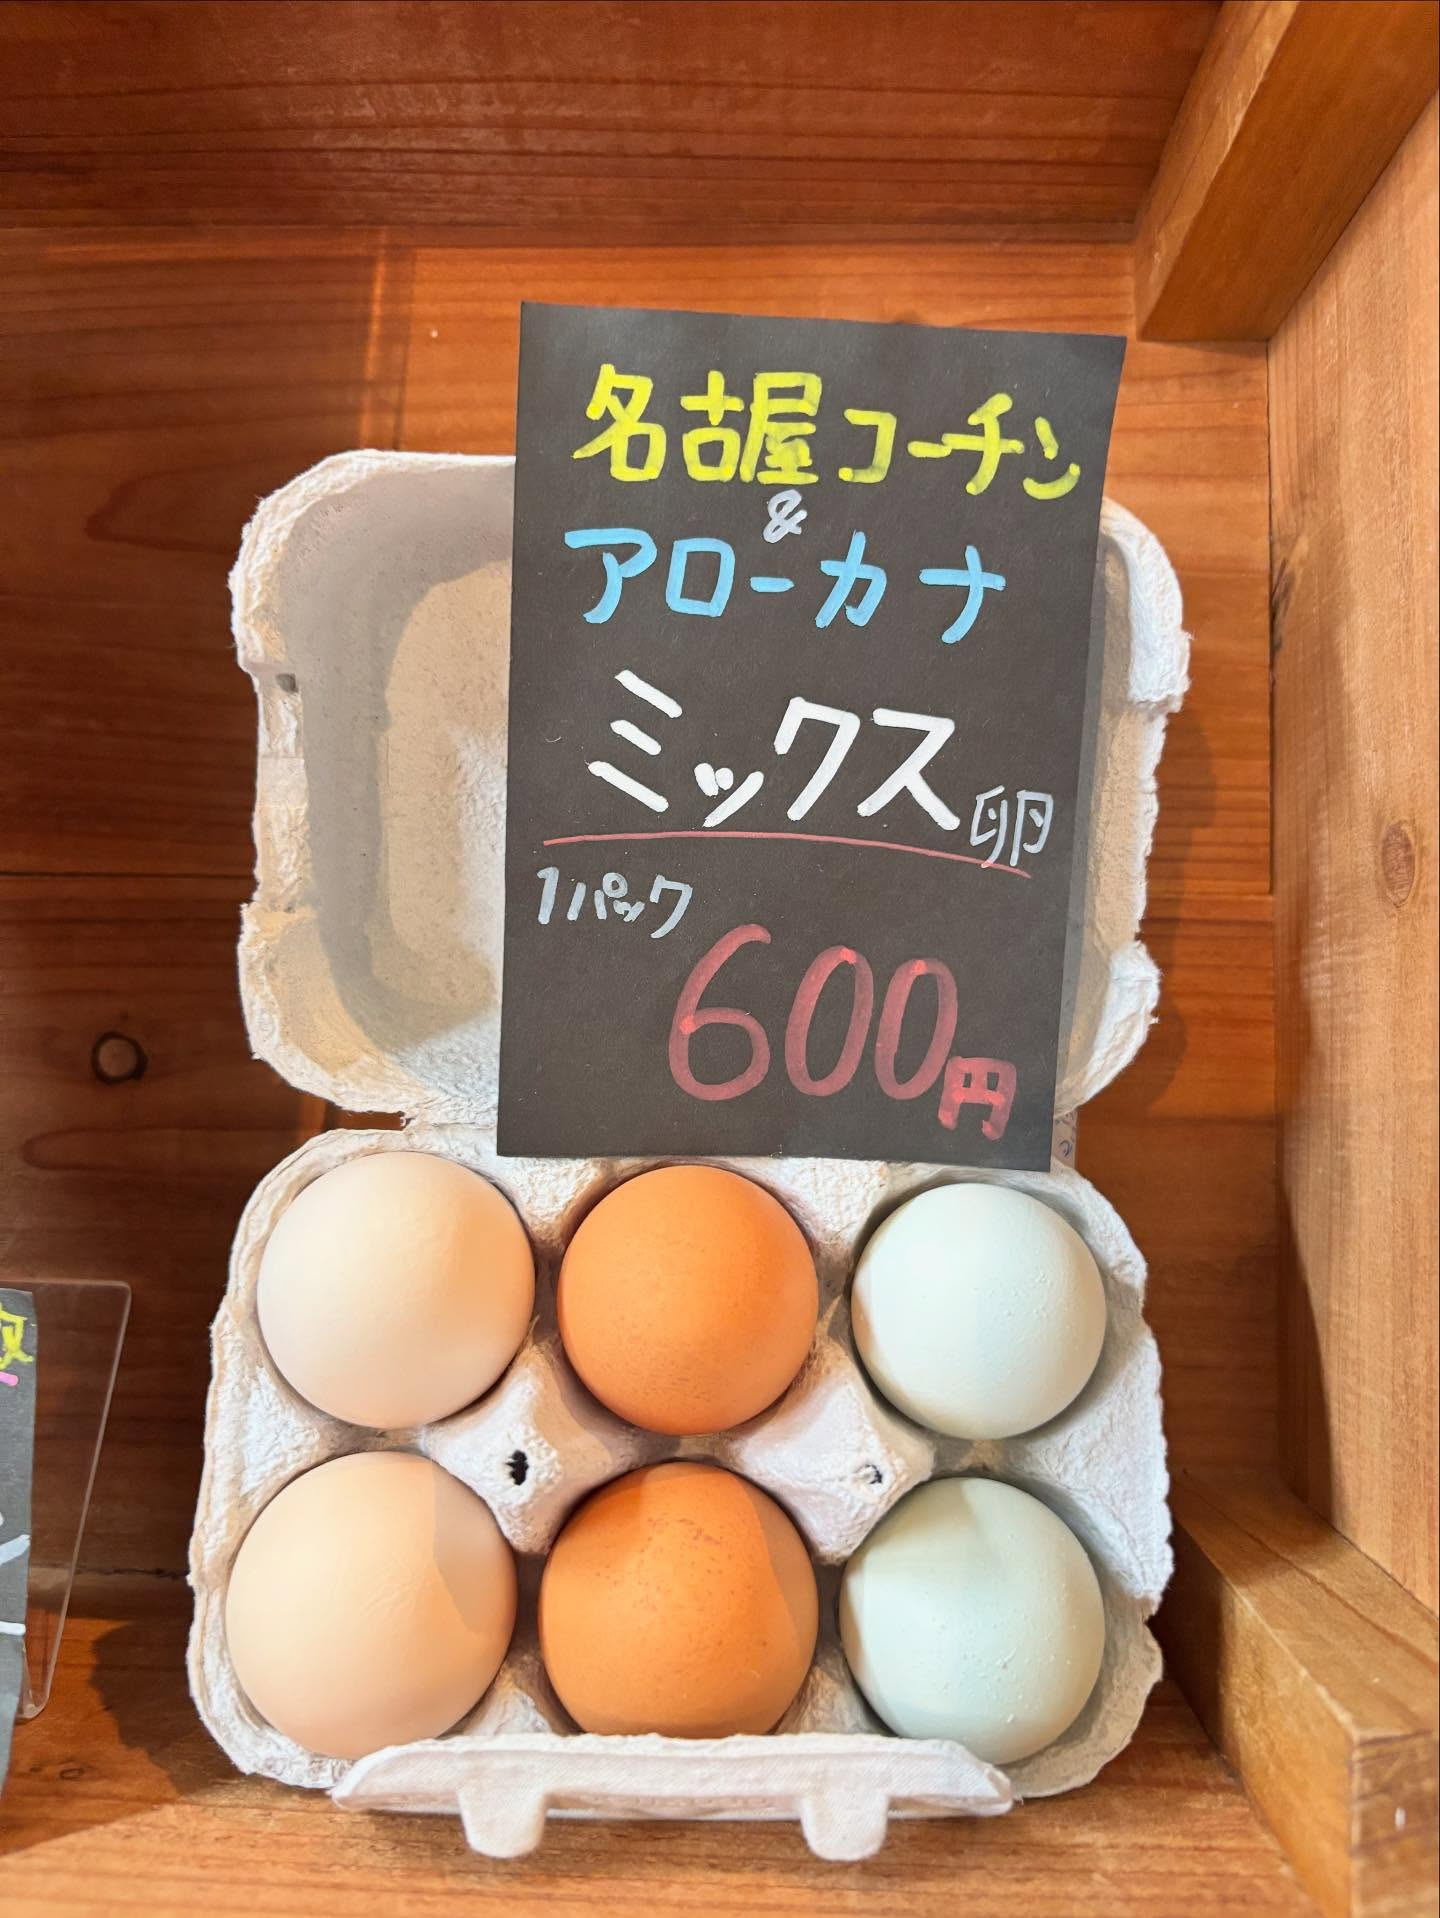 名古屋コーチン
&
アローカナ
ミックス卵
1パック
600円